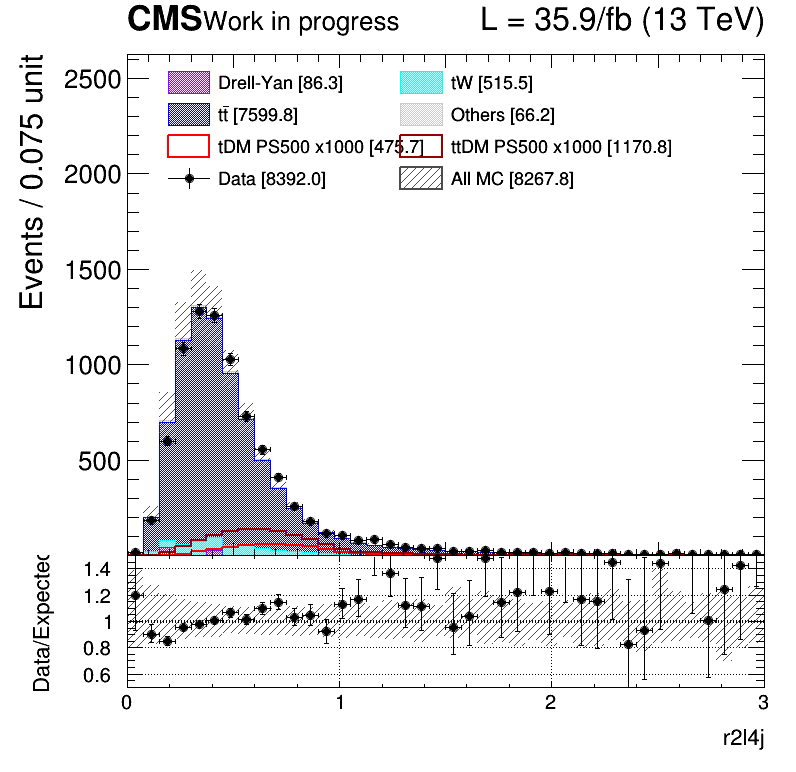 CMS Work in progress L = 35.9/fb (13 TeV)
Events / 0.075 unit
2500
2000
1500
1000
500
Drell-Yan [86.3] tW [515.5]
tt̄ [7599.8] Others [66.2]
tDM PS500 x1000 [475.7] ttDM PS500 x1000 [1170.8]
Data [8392.0] All MC [8267.8]
Data/Expected
1.4
1.2
1
0.8
0.6
0 1 2 3
r2l4j